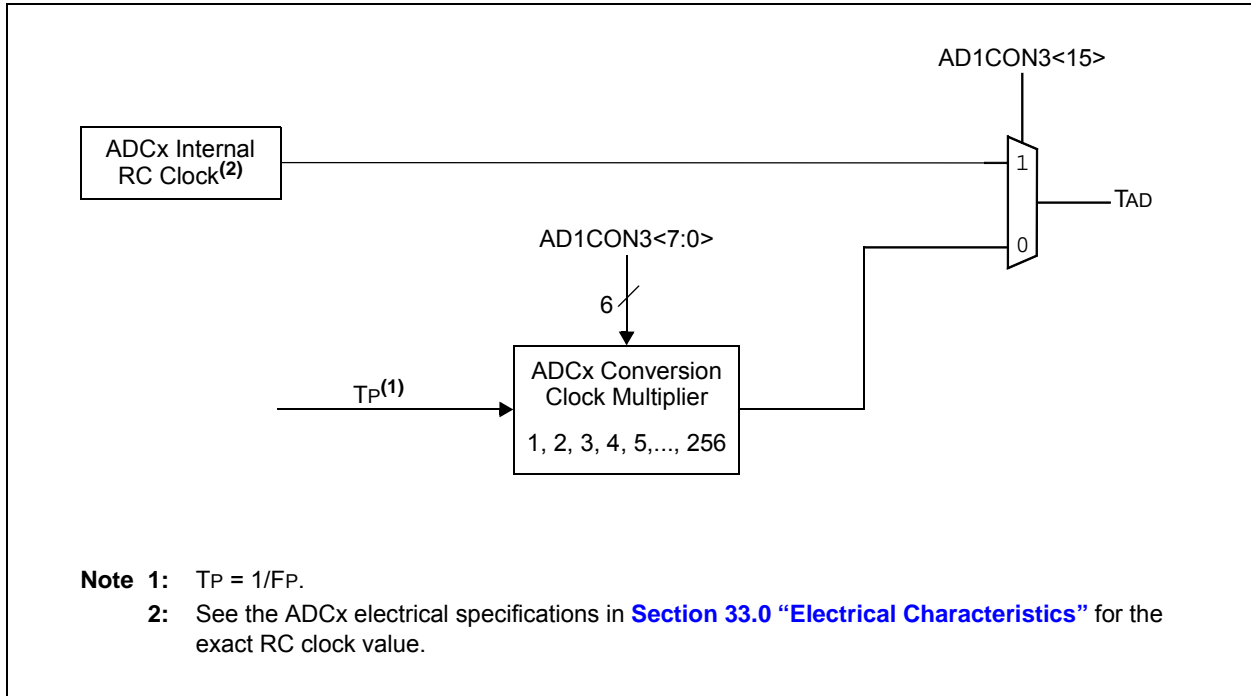 AD1CON3<15>
ADCx Internal
RC Clock(2)
1
TAD
AD1CON3<7:0>
0
6
ADCx Conversion
Clock Multiplier
TP(1)
1, 2, 3, 4, 5,..., 256
Note 1: TP = 1/FP.
2: See the ADCx electrical specifications in Section 33.0 “Electrical Characteristics” for the
exact RC clock value.